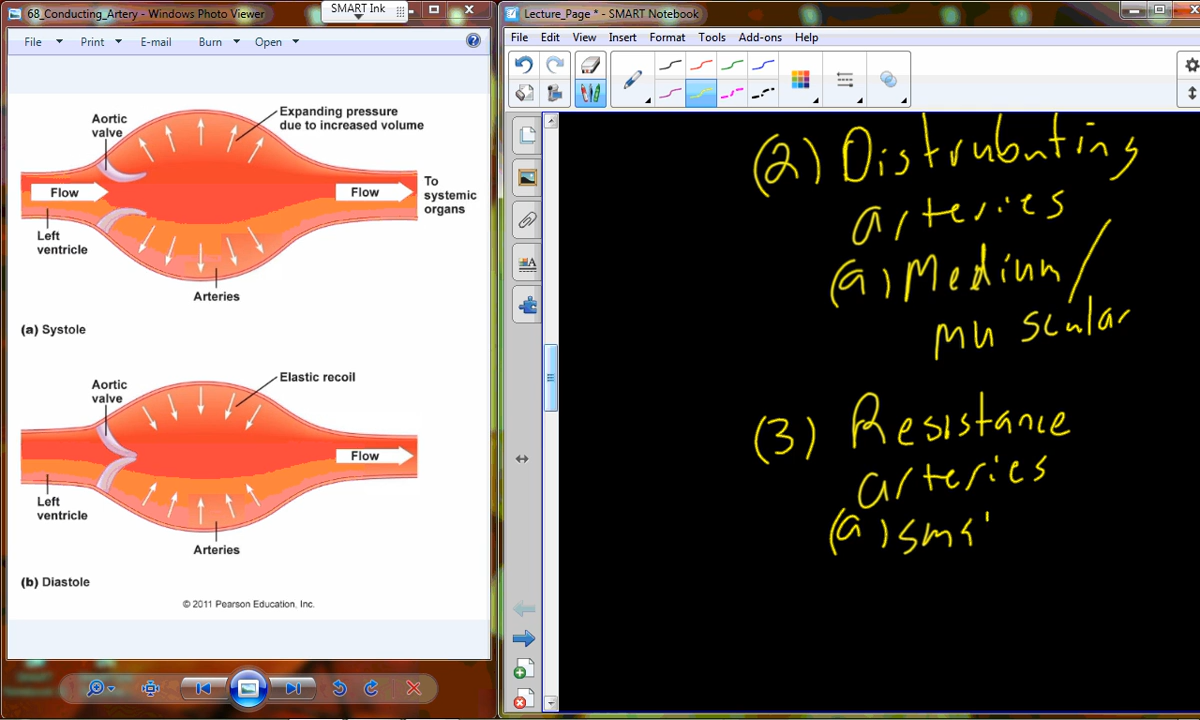 68_Conducting_Artery - Windows Photo Viewer
SMART Ink
File Print E-mail Burn Open
Aortic
valve
Expanding pressure
due to increased volume
Flow
Flow
To
systemic
organs
Left
ventricle
Arteries
(a) Systole
Aortic
valve
Elastic recoil
Flow
Left
ventricle
Arteries
(b) Diastole
© 2011 Pearson Education, Inc.
Lecture_Page * - SMART Notebook
File Edit View Insert Format Tools Add-ons Help
(2) Distrubuting
arteries
(a) Medium/
muscular
(3) Resistance
arteries
(a) sma